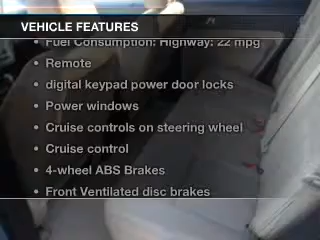 VEHICLE FEATURES
• Fuel Consumption: Highway: 22 mpg
• Remote
• digital keypad power door locks
• Power windows
• Cruise controls on steering wheel
• Cruise control
• 4-wheel ABS Brakes
• Front Ventilated disc brakes